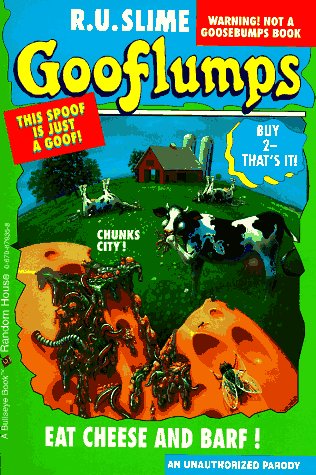 R.U. SLIME
WARNING! NOT A
GOOSEBUMPS BOOK
Gooflumps
THIS SPOOF
IS JUST
A GOOF!
BUY
2–
THAT'S IT!
CHUNKS
CITY!
EAT CHEESE AND BARF!
AN UNAUTHORIZED PARODY
A Bullseye Book™
Random House